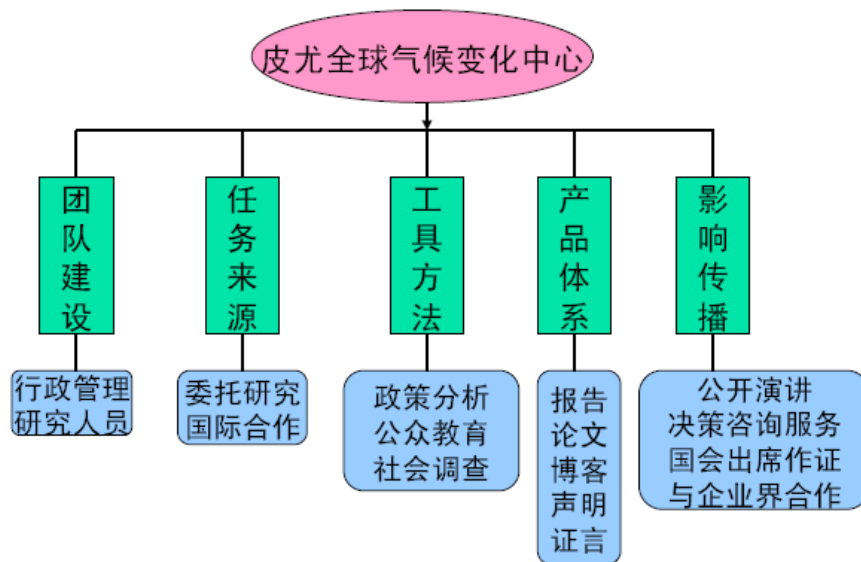 皮尤全球气候变化中心
团队建设
任务来源
工具方法
产品体系
影响传播
行政管理
研究人员
委托研究
国际合作
政策分析
公众教育
社会调查
报告
论文
博客
声明
证言
公开演讲
决策咨询服务
国会出席作证
与企业界合作